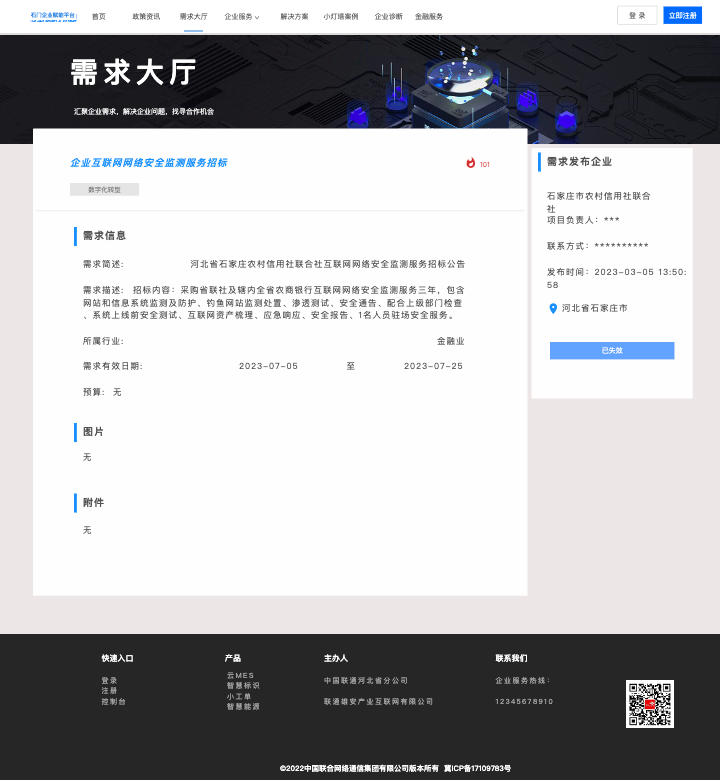 石门企业赋能平台
首页 政策资讯 需求大厅 企业服务 解决方案 小灯塔案例 企业诊断 金融服务
登 录 立即注册
需求大厅
汇聚企业需求，解决企业问题，找寻合作机会
企业互联网网络安全监测服务招标
101
数字化转型
需求信息
需求简述: 河北省石家庄农村信用社联合社互联网网络安全监测服务招标公告
需求描述: 招标内容：采购省联社及辖内全省农商银行互联网网络安全监测服务三年，包含
网站和信息系统监测及防护、钓鱼网站监测处置、渗透测试、安全通告、配合上级部门检查
、系统上线前安全测试、互联网资产梳理、应急响应、安全报告、1名人员驻场安全服务。
所属行业: 金融业
需求有效日期: 2023-07-05 至 2023-07-25
预算: 无
图片
无
附件
无
需求发布企业
石家庄市农村信用社联合
社
项目负责人：***
联系方式：**********
发布时间：2023-03-05 13:50:
58
河北省石家庄市
已失效
快速入口
登录
注册
控制台
产品
云MES
智慧标识
小工单
智慧能源
主办人
中国联通河北省分公司
联通雄安产业互联网有限公司
联系我们
企业服务热线：
12345678910
©2022中国联合网络通信集团有限公司版本所有 冀ICP备17109783号